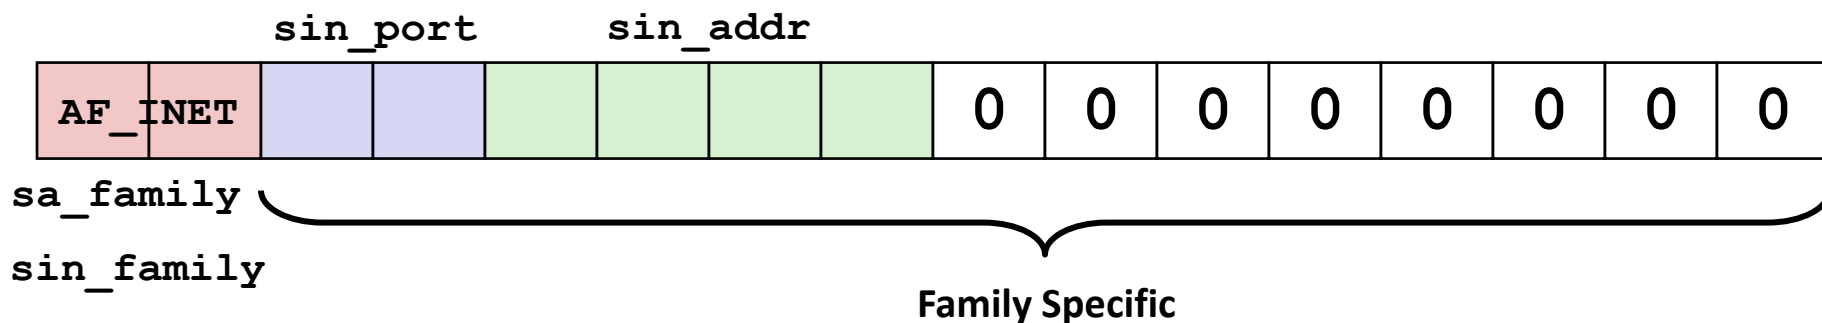 sin_port sin_addr
AF_INET 0 0 0 0 0 0 0 0
sa_family
sin_family
Family Specific